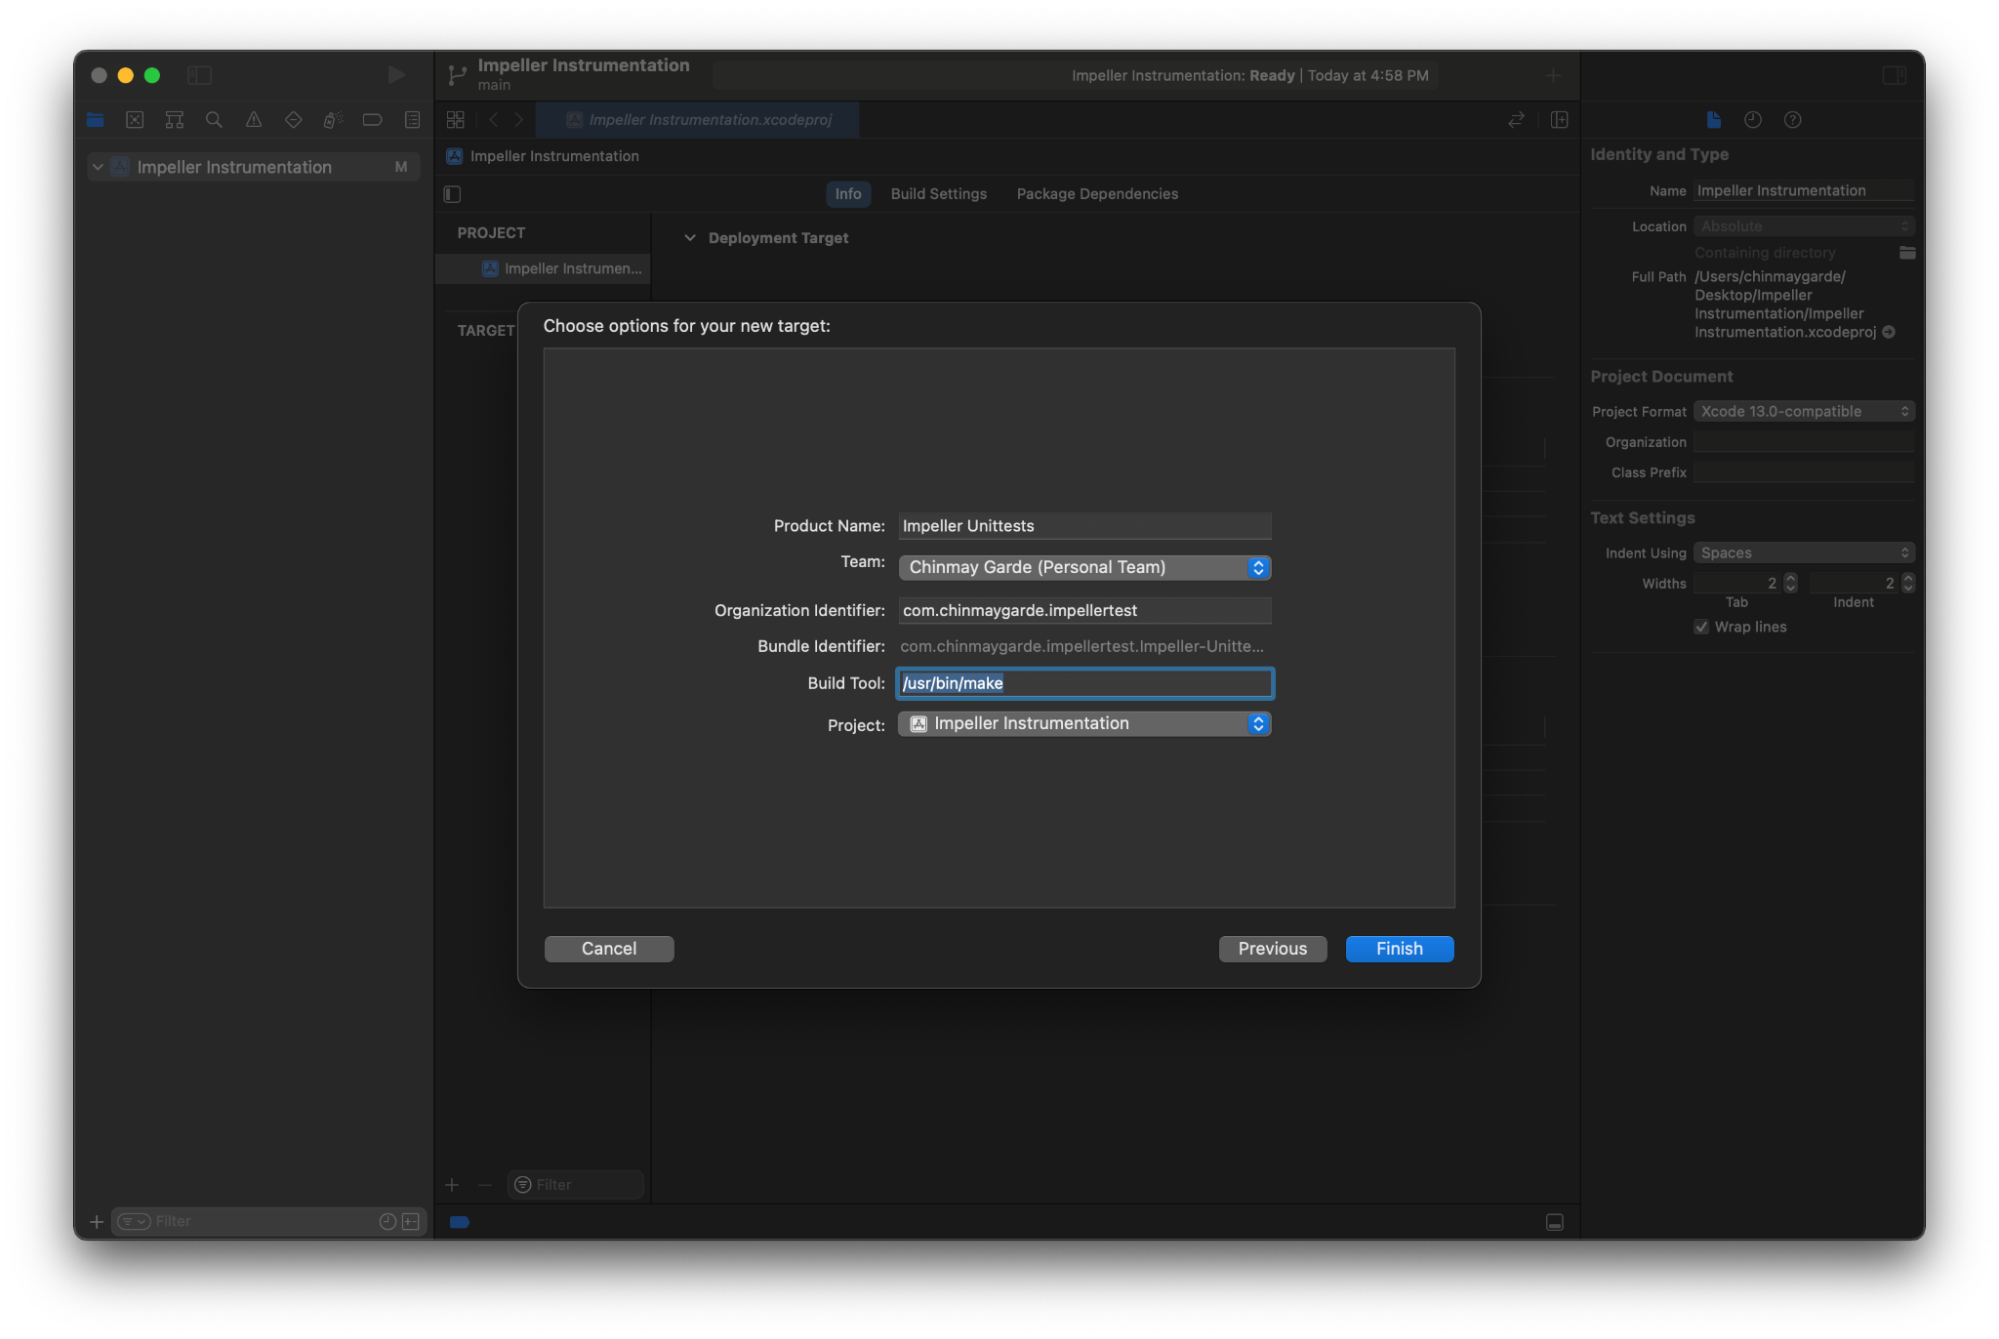 Impeller Instrumentation
main
Impeller Instrumentation: Ready | Today at 4:58 PM
Impeller Instrumentation.xcodeproj
Impeller Instrumentation M
Impeller Instrumentation
Info Build Settings Package Dependencies
PROJECT
Impeller Instrumen...
Deployment Target
TARGET
Choose options for your new target:
Product Name: Impeller Unittests
Team: Chinmay Garde (Personal Team)
Organization Identifier: com.chinmaygarde.impellertest
Bundle Identifier: com.chinmaygarde.impellertest.Impeller-Unitte...
Build Tool: /usr/bin/make
Project: Impeller Instrumentation
Cancel Previous Finish
Filter
Filter
Identity and Type
Name Impeller Instrumentation
Location Absolute
Containing directory
Full Path /Users/chinmaygarde/
Desktop/Impeller
Instrumentation/Impeller
Instrumentation.xcodeproj
Project Document
Project Format Xcode 13.0-compatible
Organization
Class Prefix
Text Settings
Indent Using Spaces
Widths 2 2
Tab Indent
Wrap lines